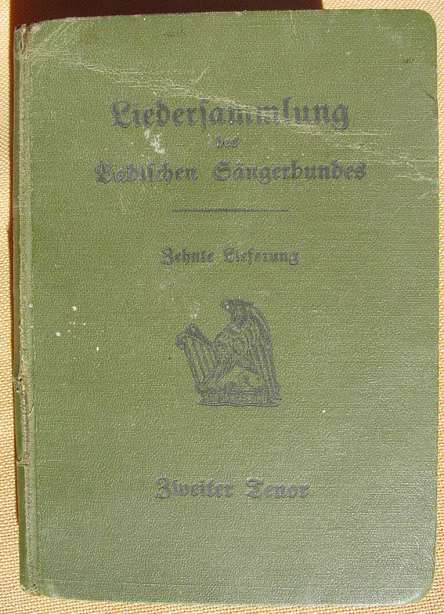 Liedersammlung
des
Badischen Sängerbundes
Zehnte Lieferung
Zweiter Tenor